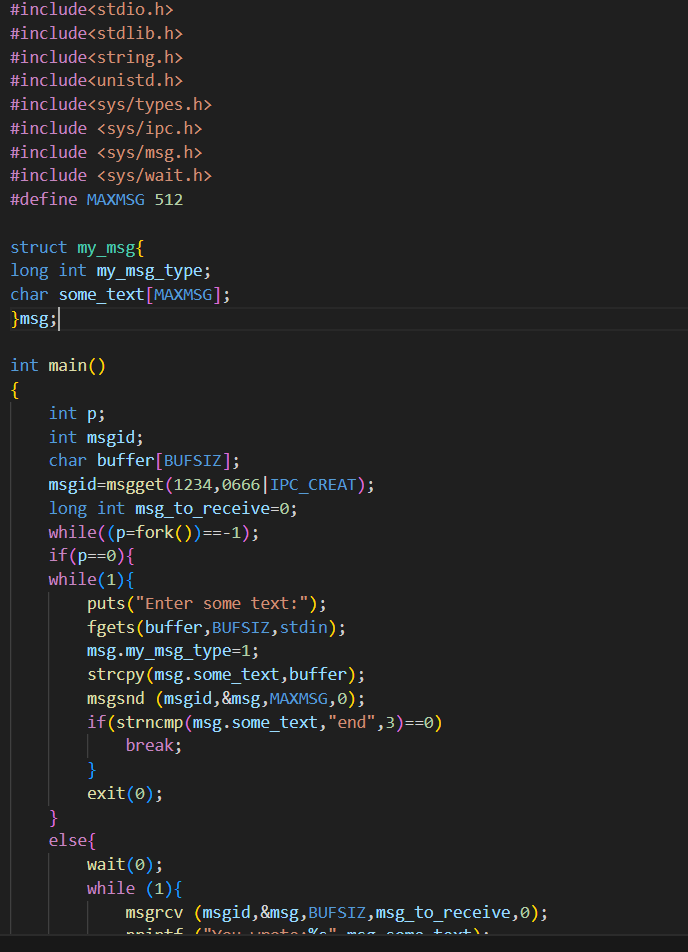 #include<stdio.h>
#include<stdlib.h>
#include<string.h>
#include<unistd.h>
#include<sys/types.h>
#include <sys/ipc.h>
#include <sys/msg.h>
#include <sys/wait.h>
#define MAXMSG 512
struct my_msg{
long int my_msg_type;
char some_text[MAXMSG];
}msg;
int main()
{
int p;
int msgid;
char buffer[BUFSIZ];
msgid=msgget(1234,0666|IPC_CREAT);
long int msg_to_receive=0;
while((p=fork())==-1);
if(p==0){
while(1){
puts("Enter some text:");
fgets(buffer,BUFSIZ,stdin);
msg.my_msg_type=1;
strcpy(msg.some_text,buffer);
msgsnd (msgid,&msg,MAXMSG,0);
if(strncmp(msg.some_text,"end",3)==0)
break;
}
exit(0);
}
else{
wait(0);
while (1){
msgrcv (msgid,&msg,BUFSIZ,msg_to_receive,0);
printf ("You wrote:%s",msg.some_text);